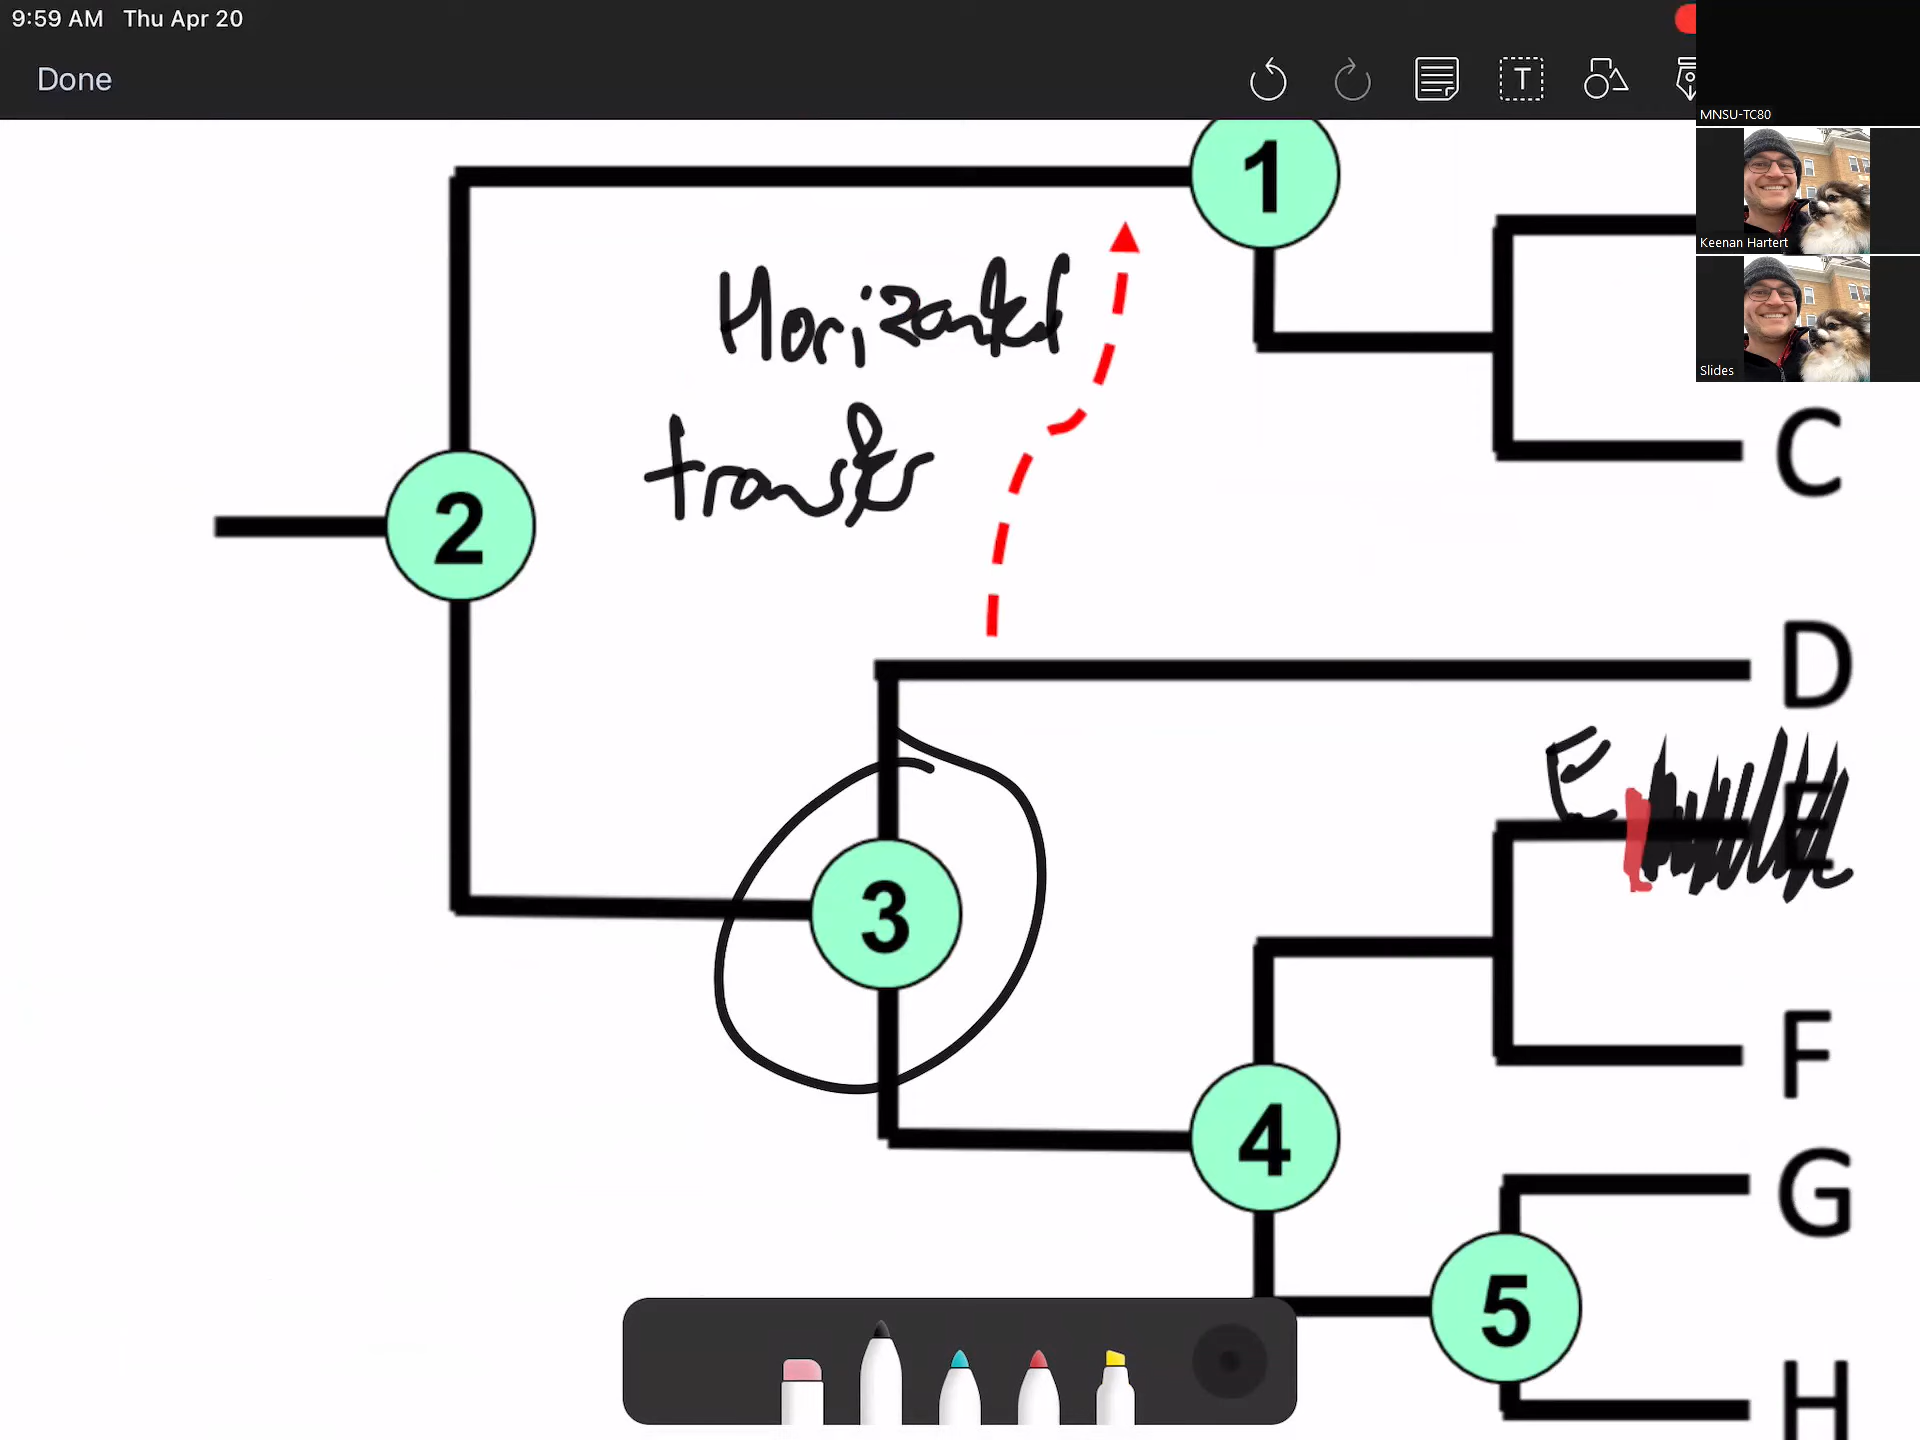 9:59 AM Thu Apr 20
Done
T
MNSU-TC80
Keenan Hartert
Slides
1
Horizontal
transfer
2
C
D
E
E
3
F
4
G
5
H